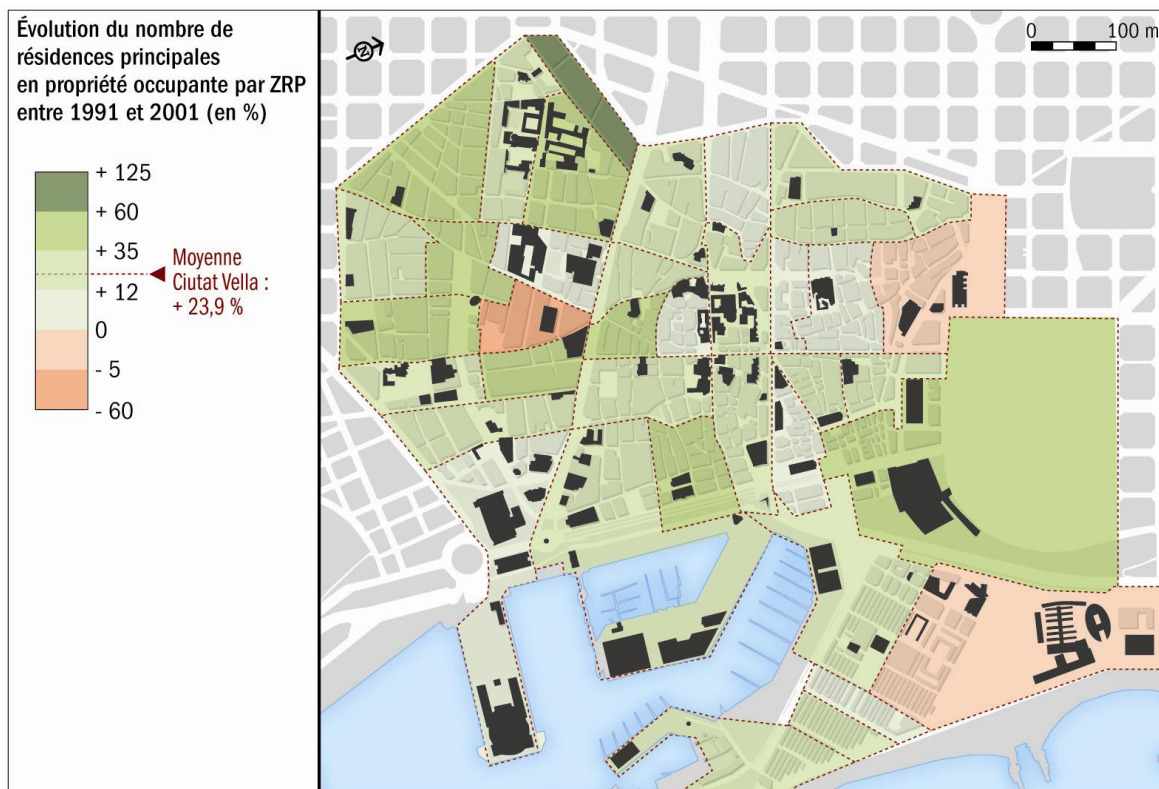 Évolution du nombre de
résidences principales
en propriété occupante par ZRP
entre 1991 et 2001 (en %)
+ 125
+ 60
+ 35
+ 12
0
- 5
- 60
Moyenne
Ciutat Vella :
+ 23,9 %
N
0 100 m